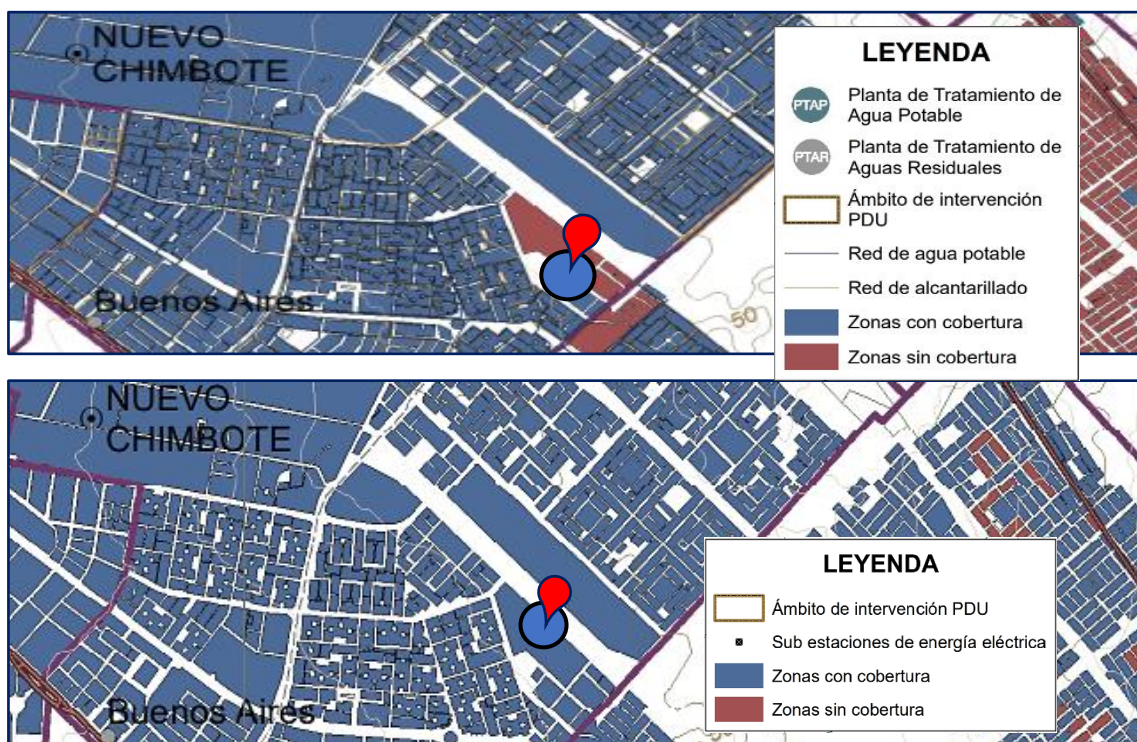 NUEVO
CHIMBOTE
Buenos Aires
50
LEYENDA
PTAP
Planta de Tratamiento de
Agua Potable
PTAR
Planta de Tratamiento de
Aguas Residuales
Ámbito de intervención
PDU
Red de agua potable
Red de alcantarillado
Zonas con cobertura
Zonas sin cobertura
NUEVO
CHIMBOTE
Buenos Aires
LEYENDA
Ámbito de intervención PDU
Sub estaciones de energía eléctrica
Zonas con cobertura
Zonas sin cobertura